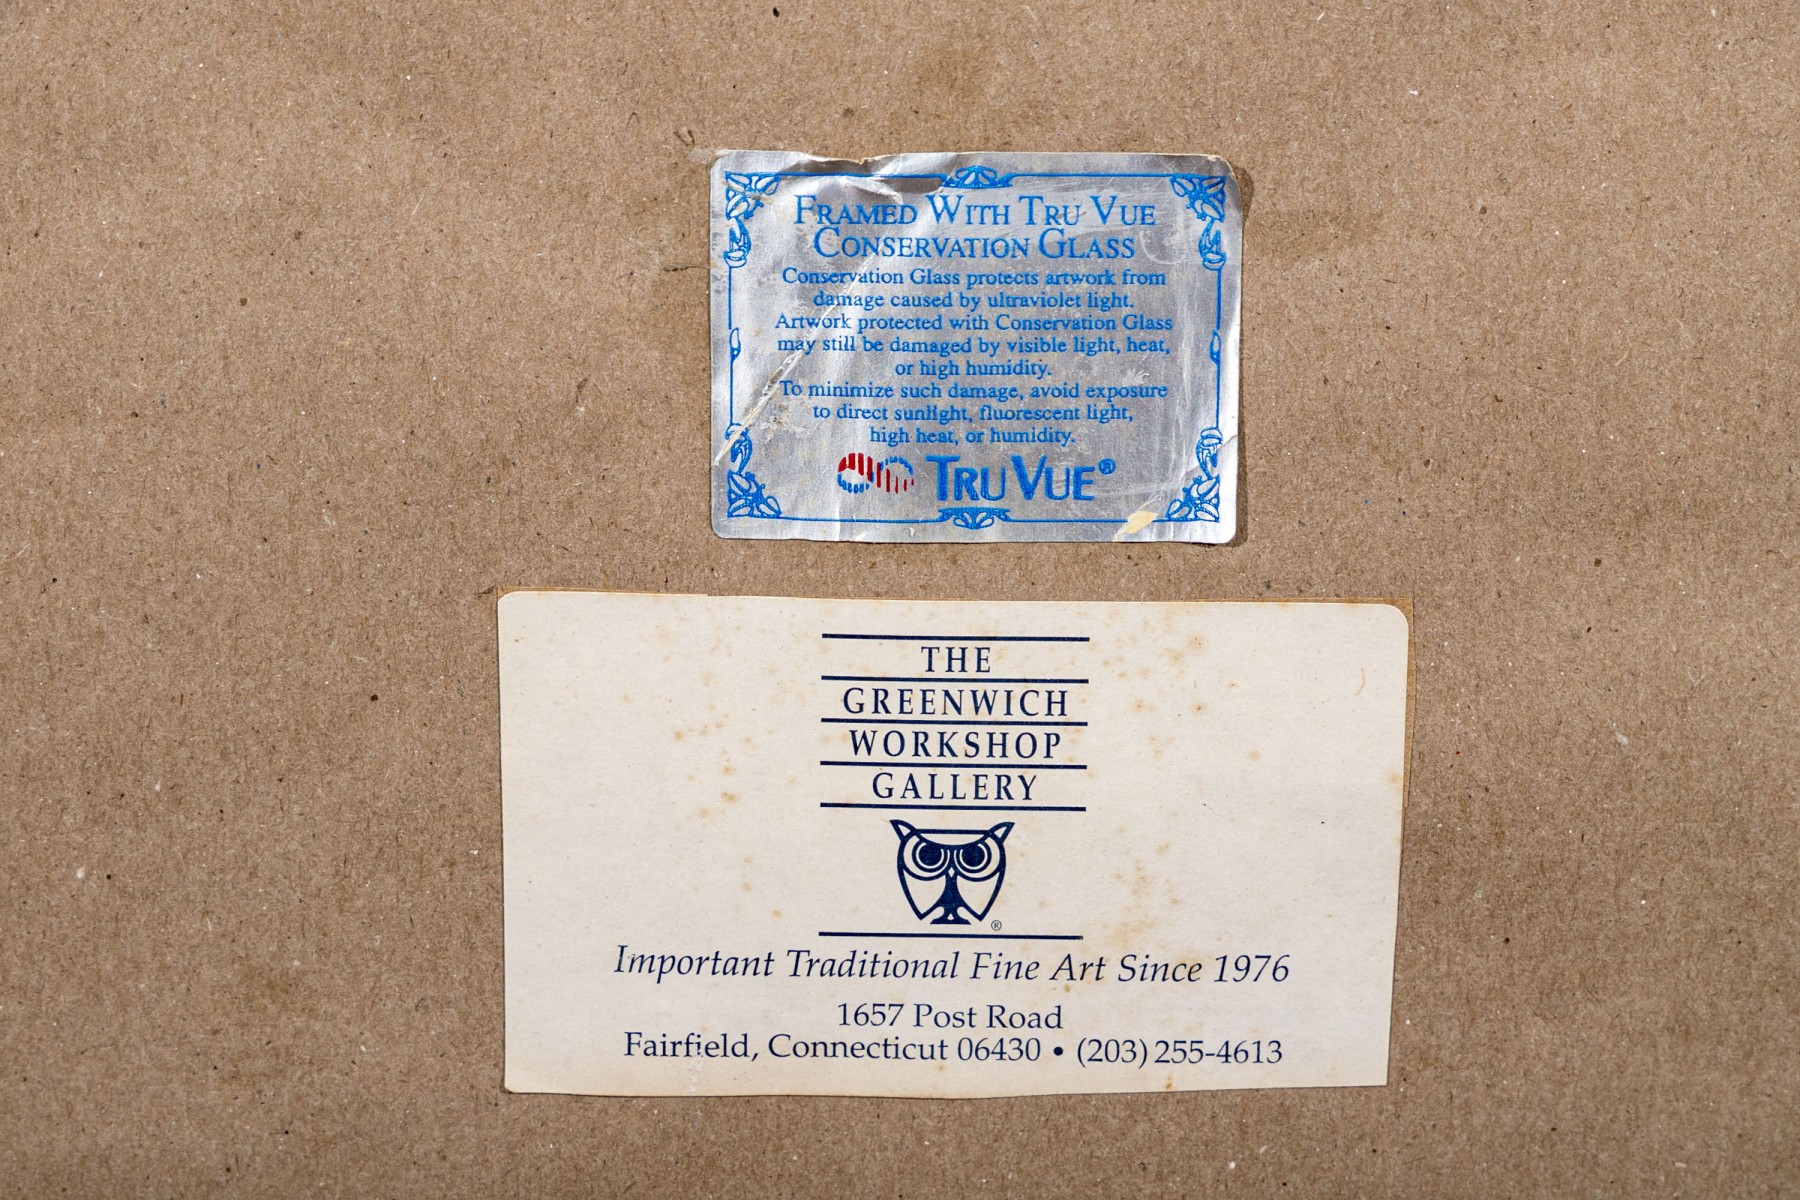 FRAMED WITH TRU VUE
CONSERVATION GLASS
Conservation Glass protects artwork from
damage caused by ultraviolet light.
Artwork protected with Conservation Glass
may still be damaged by visible light, heat,
or high humidity.
To minimize such damage, avoid exposure
to direct sunlight, fluorescent light,
high heat, or humidity.
TRU VUE®
THE
GREENWICH
WORKSHOP
GALLERY
®
Important Traditional Fine Art Since 1976
1657 Post Road
Fairfield, Connecticut 06430 • (203) 255-4613